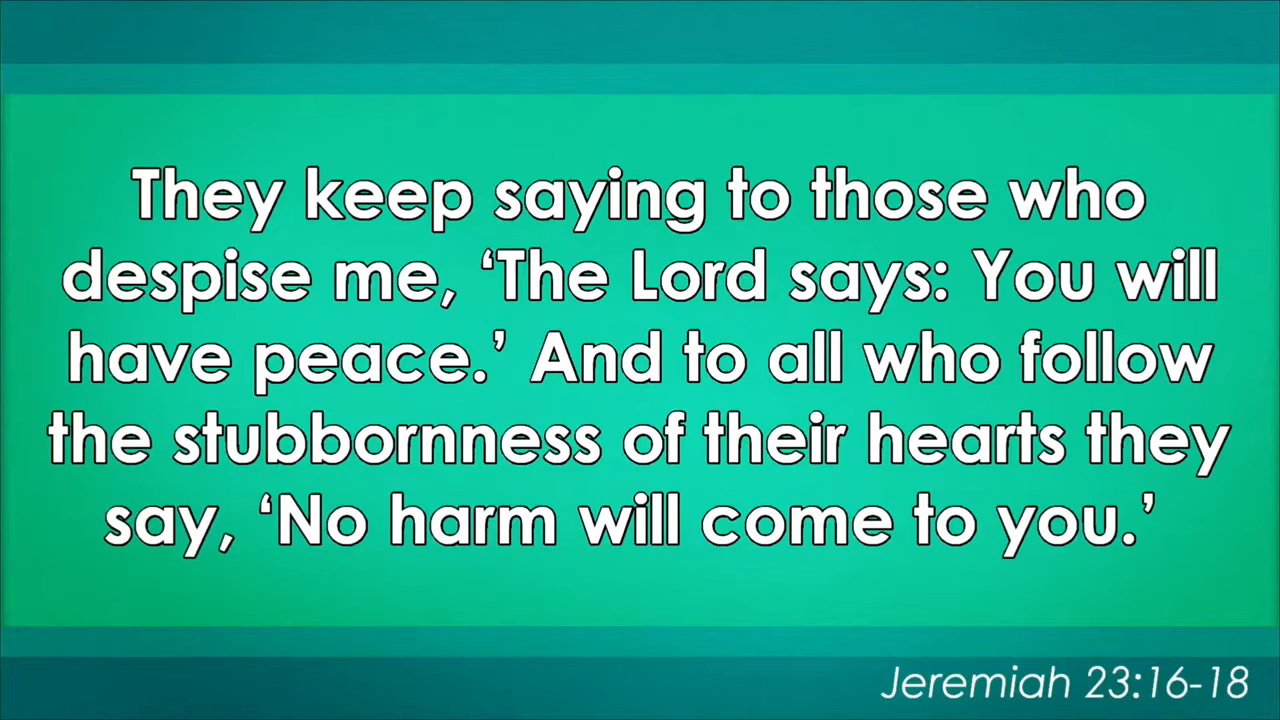 They keep saying to those who
despise me, ‘The Lord says: You will
have peace.’ And to all who follow
the stubbornness of their hearts they
say, ‘No harm will come to you.’
Jeremiah 23:16-18